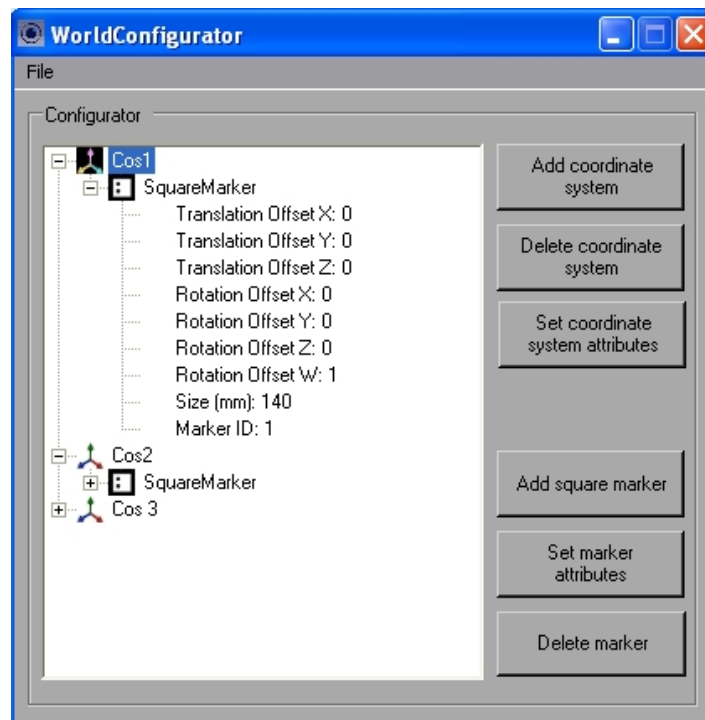 WorldConfigurator
File
Configurator
Cos1
SquareMarker
Translation Offset X: 0
Translation Offset Y: 0
Translation Offset Z: 0
Rotation Offset X: 0
Rotation Offset Y: 0
Rotation Offset Z: 0
Rotation Offset W: 1
Size (mm): 140
Marker ID: 1
Cos2
SquareMarker
Cos 3
Add coordinate
system
Delete coordinate
system
Set coordinate
system attributes
Add square marker
Set marker
attributes
Delete marker